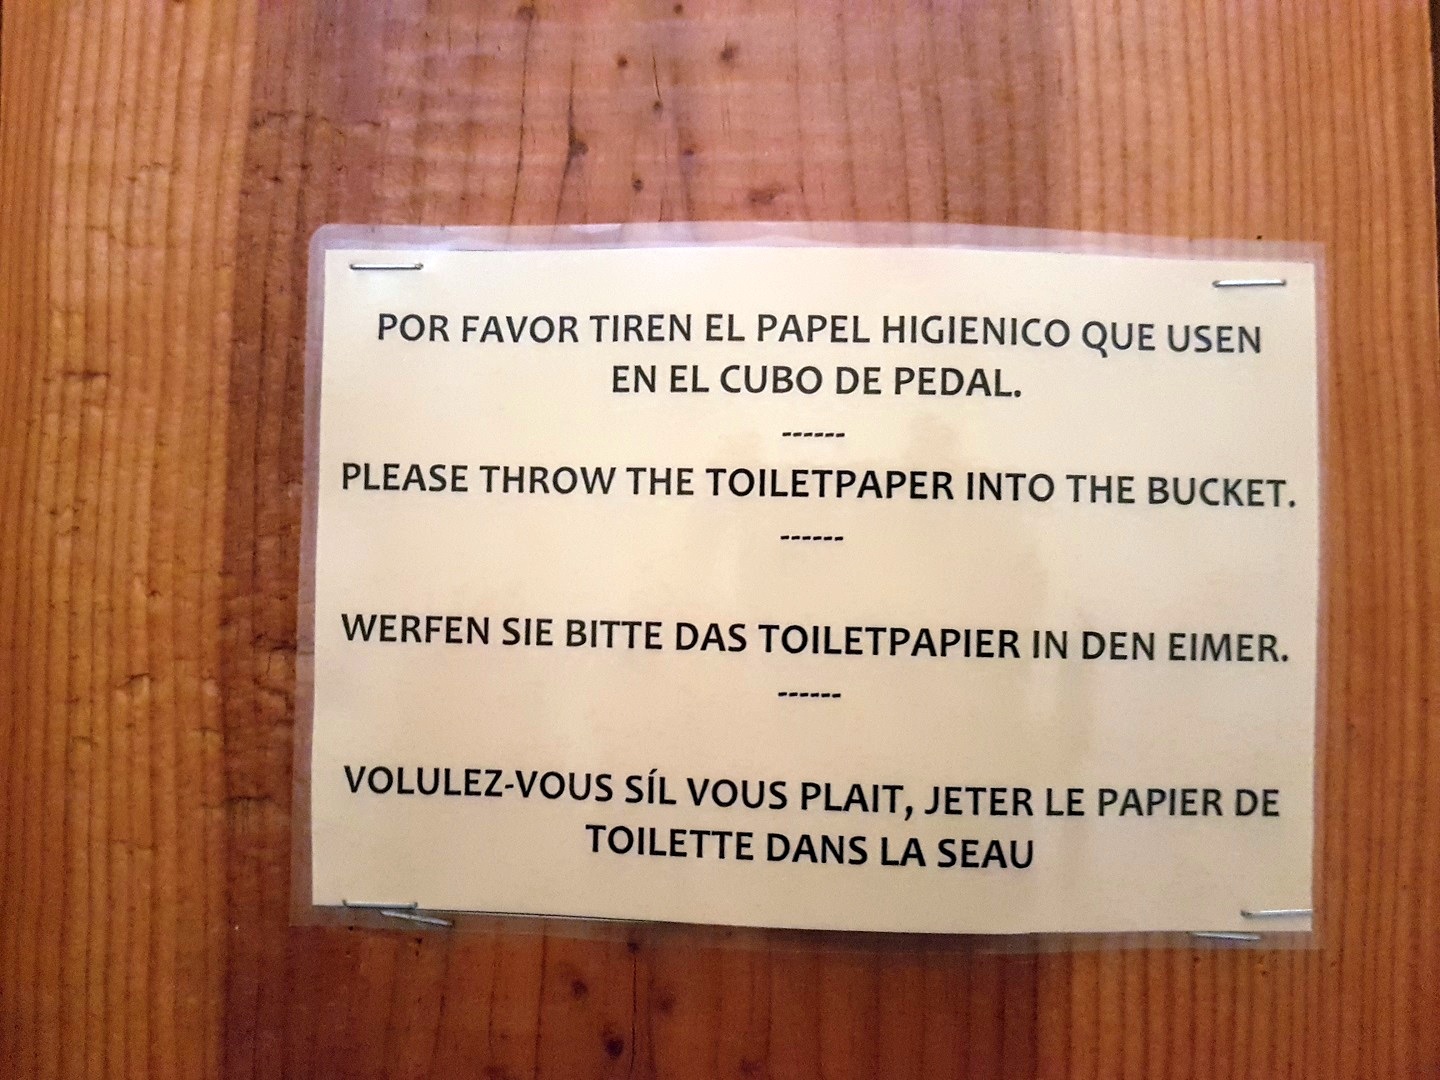 POR FAVOR TIREN EL PAPEL HIGIENICO QUE USEN
EN EL CUBO DE PEDAL.
------
PLEASE THROW THE TOILETPAPER INTO THE BUCKET.
------
WERFEN SIE BITTE DAS TOILETPAPIER IN DEN EIMER.
------
VOLULEZ-VOUS SÍL VOUS PLAIT, JETER LE PAPIER DE
TOILETTE DANS LA SEAU